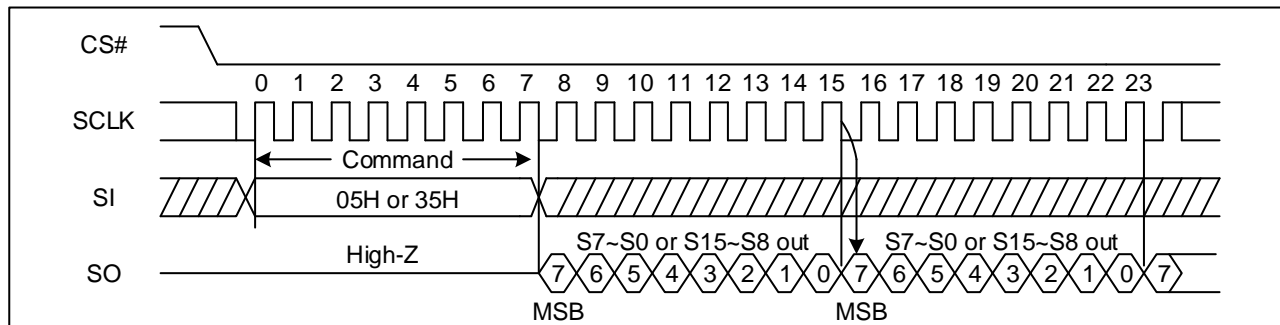 CS#
0 1 2 3 4 5 6 7 8 9 10 11 12 13 14 15 16 17 18 19 20 21 22 23
SCLK
Command
SI
05H or 35H
S7~S0 or S15~S8 out S7~S0 or S15~S8 out
High-Z
SO
7 6 5 4 3 2 1 0 7 6 5 4 3 2 1 0 7
MSB MSB